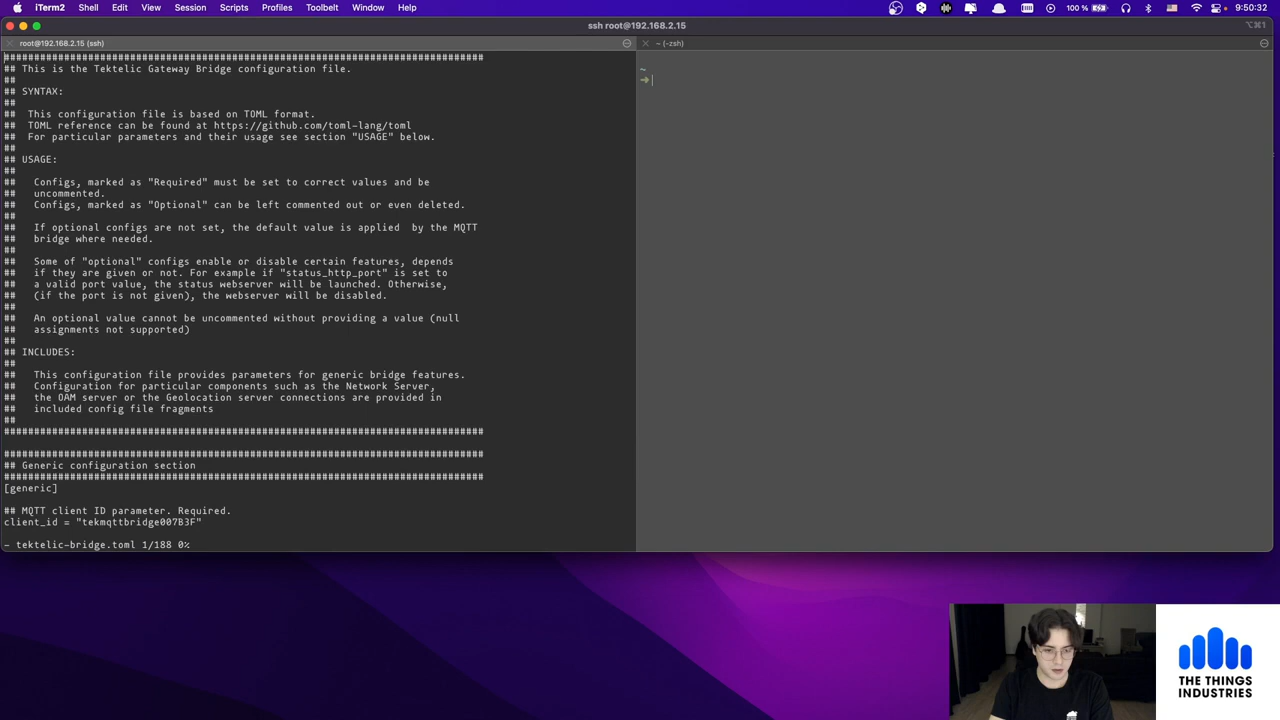 iTerm2 Shell Edit View Session Scripts Profiles Toolbelt Window Help
100 % 9:50:32
ssh root@192.168.2.15
⌥⌘1
root@192.168.2.15 (ssh)
~ (-zsh)
################################################################################
## This is the Tektelic Gateway Bridge configuration file.
##
## SYNTAX:
##
## This configuration file is based on TOML format.
## TOML reference can be found at https://github.com/toml-lang/toml
## For particular parameters and their usage see section "USAGE" below.
##
## USAGE:
##
## Configs, marked as "Required" must be set to correct values and be
## uncommented.
## Configs, marked as "Optional" can be left commented out or even deleted.
##
## If optional configs are not set, the default value is applied  by the MQTT
## bridge where needed.
##
## Some of "optional" configs enable or disable certain features, depends
## if they are given or not. For example if "status_http_port" is set to
## a valid port value, the status webserver will be launched. Otherwise,
## (if the port is not given), the webserver will be disabled.
##
## An optional value cannot be uncommented without providing a value (null
## assignments not supported)
##
## INCLUDES:
##
## This configuration file provides parameters for generic bridge features.
## Configuration for particular components such as the Network Server,
## the OAM server or the Geolocation server connections are provided in
## included config file fragments
##
################################################################################
################################################################################
## Generic configuration section
################################################################################
[generic]
## MQTT client ID parameter. Required.
client_id = "tekmqttbridge007B3F"
- tektelic-bridge.toml 1/188 0%
~
➜
THE THINGS
INDUSTRIES